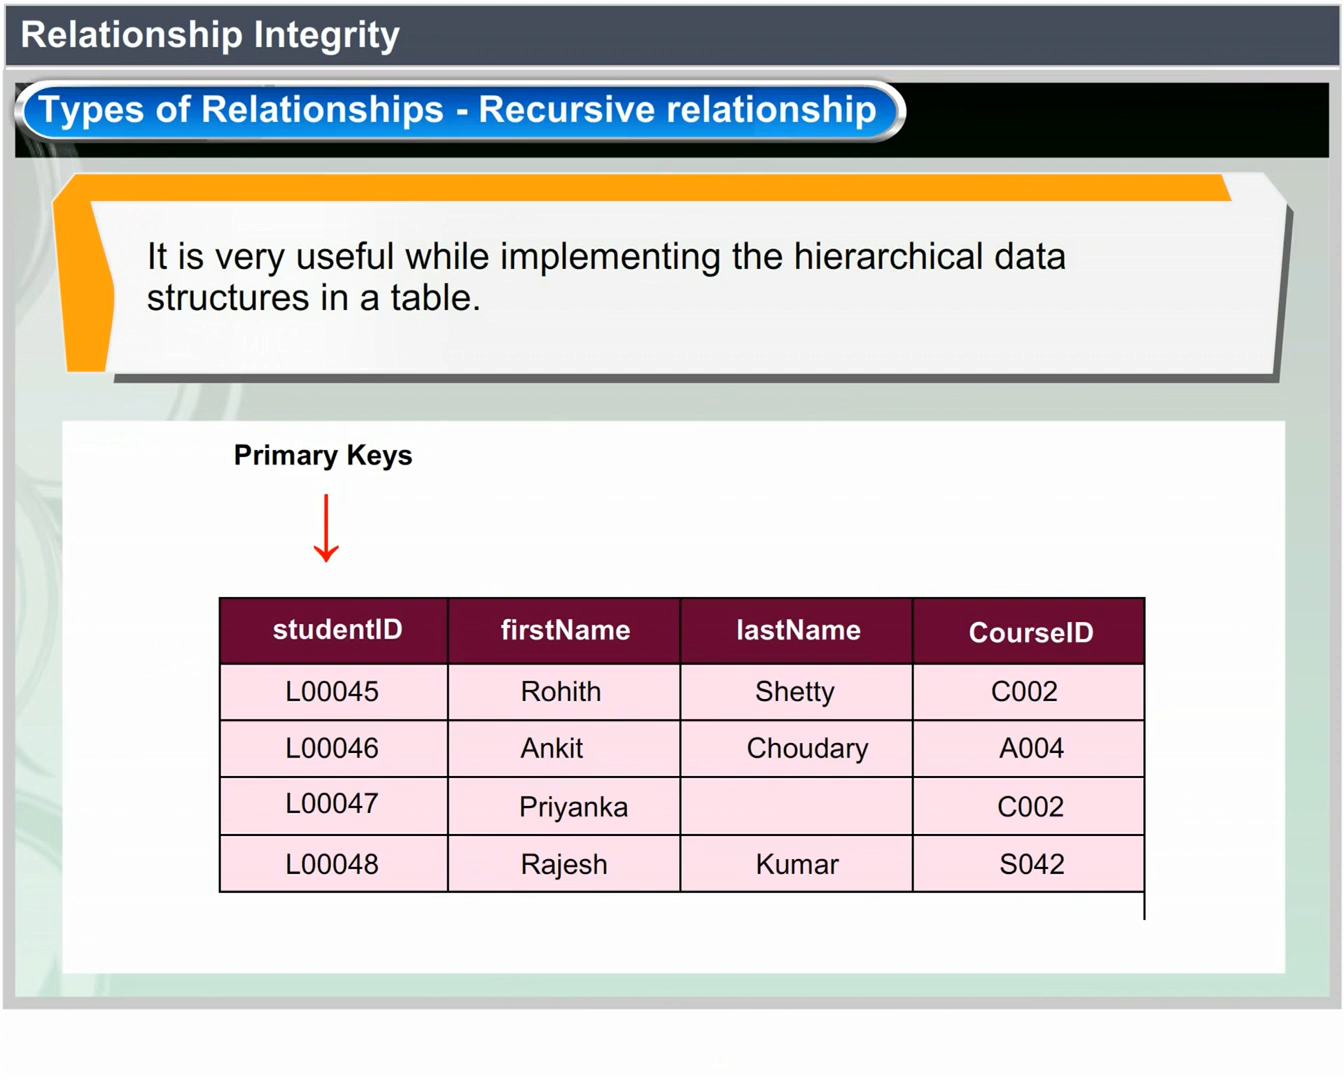 Relationship Integrity
Types of Relationships - Recursive relationship
It is very useful while implementing the hierarchical data
structures in a table.
Primary Keys
studentID firstName lastName CourseID
L00045 Rohith Shetty C002
L00046 Ankit Choudary A004
L00047 Priyanka C002
L00048 Rajesh Kumar S042